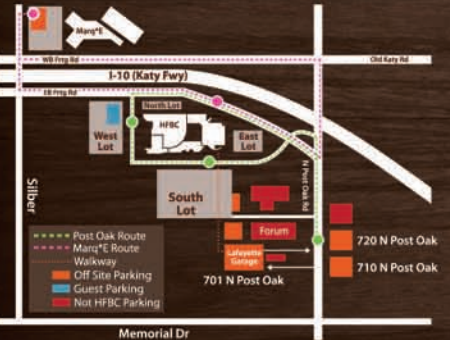 Marq*E
WB Frtg Rd
Old Katy Rd
I-10 (Katy Fwy)
EB Frtg Rd
North Lot
HFBC
West
Lot
East
Lot
N Post Oak Rd
Silber
South
Lot
Forum
Lafayette
Garage
701 N Post Oak
720 N Post Oak
710 N Post Oak
Post Oak Route
Marq*E Route
Walkway
Off Site Parking
Guest Parking
Not HFBC Parking
Memorial Dr